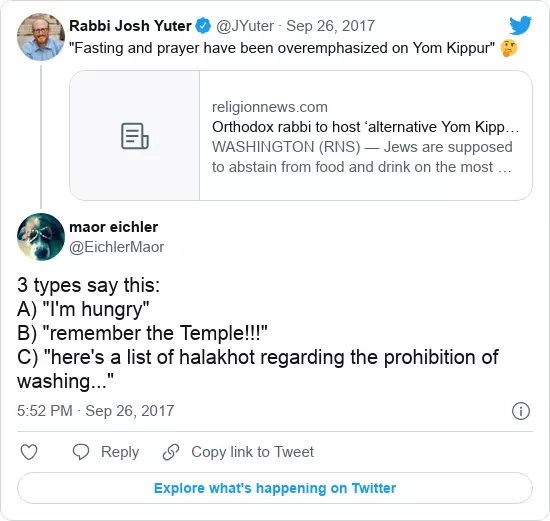 Rabbi Josh Yuter @JYuter · Sep 26, 2017
"Fasting and prayer have been overemphasized on Yom Kippur" 🤔
religionnews.com
Orthodox rabbi to host ‘alternative Yom Kipp…
WASHINGTON (RNS) — Jews are supposed
to abstain from food and drink on the most …
maor eichler
@EichlerMaor
3 types say this:
A) "I'm hungry"
B) "remember the Temple!!!"
C) "here's a list of halakhot regarding the prohibition of
washing..."
5:52 PM · Sep 26, 2017
Reply Copy link to Tweet
Explore what's happening on Twitter